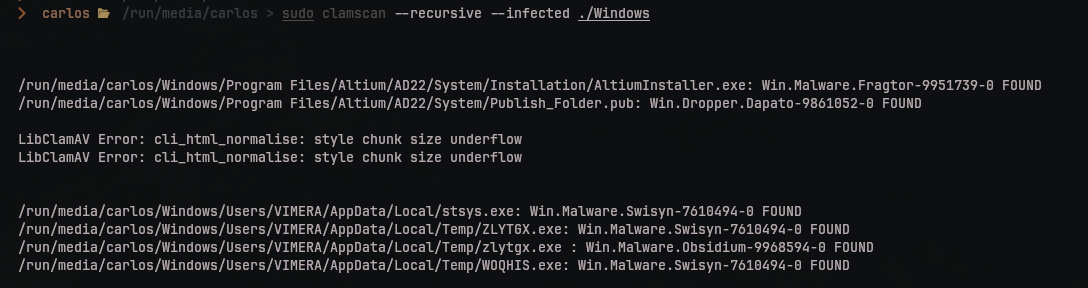 > carlos /run/media/carlos > sudo clamscan --recursive --infected ./Windows
/run/media/carlos/Windows/Program Files/Altium/AD22/System/Installation/AltiumInstaller.exe: Win.Malware.Fragtor-9951739-0 FOUND
/run/media/carlos/Windows/Program Files/Altium/AD22/System/Publish_Folder.pub: Win.Dropper.Dapato-9861052-0 FOUND
LibClamAV Error: cli_html_normalise: style chunk size underflow
LibClamAV Error: cli_html_normalise: style chunk size underflow
/run/media/carlos/Windows/Users/VIMERA/AppData/Local/stsys.exe: Win.Malware.Swisyn-7610494-0 FOUND
/run/media/carlos/Windows/Users/VIMERA/AppData/Local/Temp/ZLYTGX.exe: Win.Malware.Swisyn-7610494-0 FOUND
/run/media/carlos/Windows/Users/VIMERA/AppData/Local/Temp/zlytgx.exe : Win.Malware.Obsidium-9968594-0 FOUND
/run/media/carlos/Windows/Users/VIMERA/AppData/Local/Temp/WOQHIS.exe: Win.Malware.Swisyn-7610494-0 FOUND